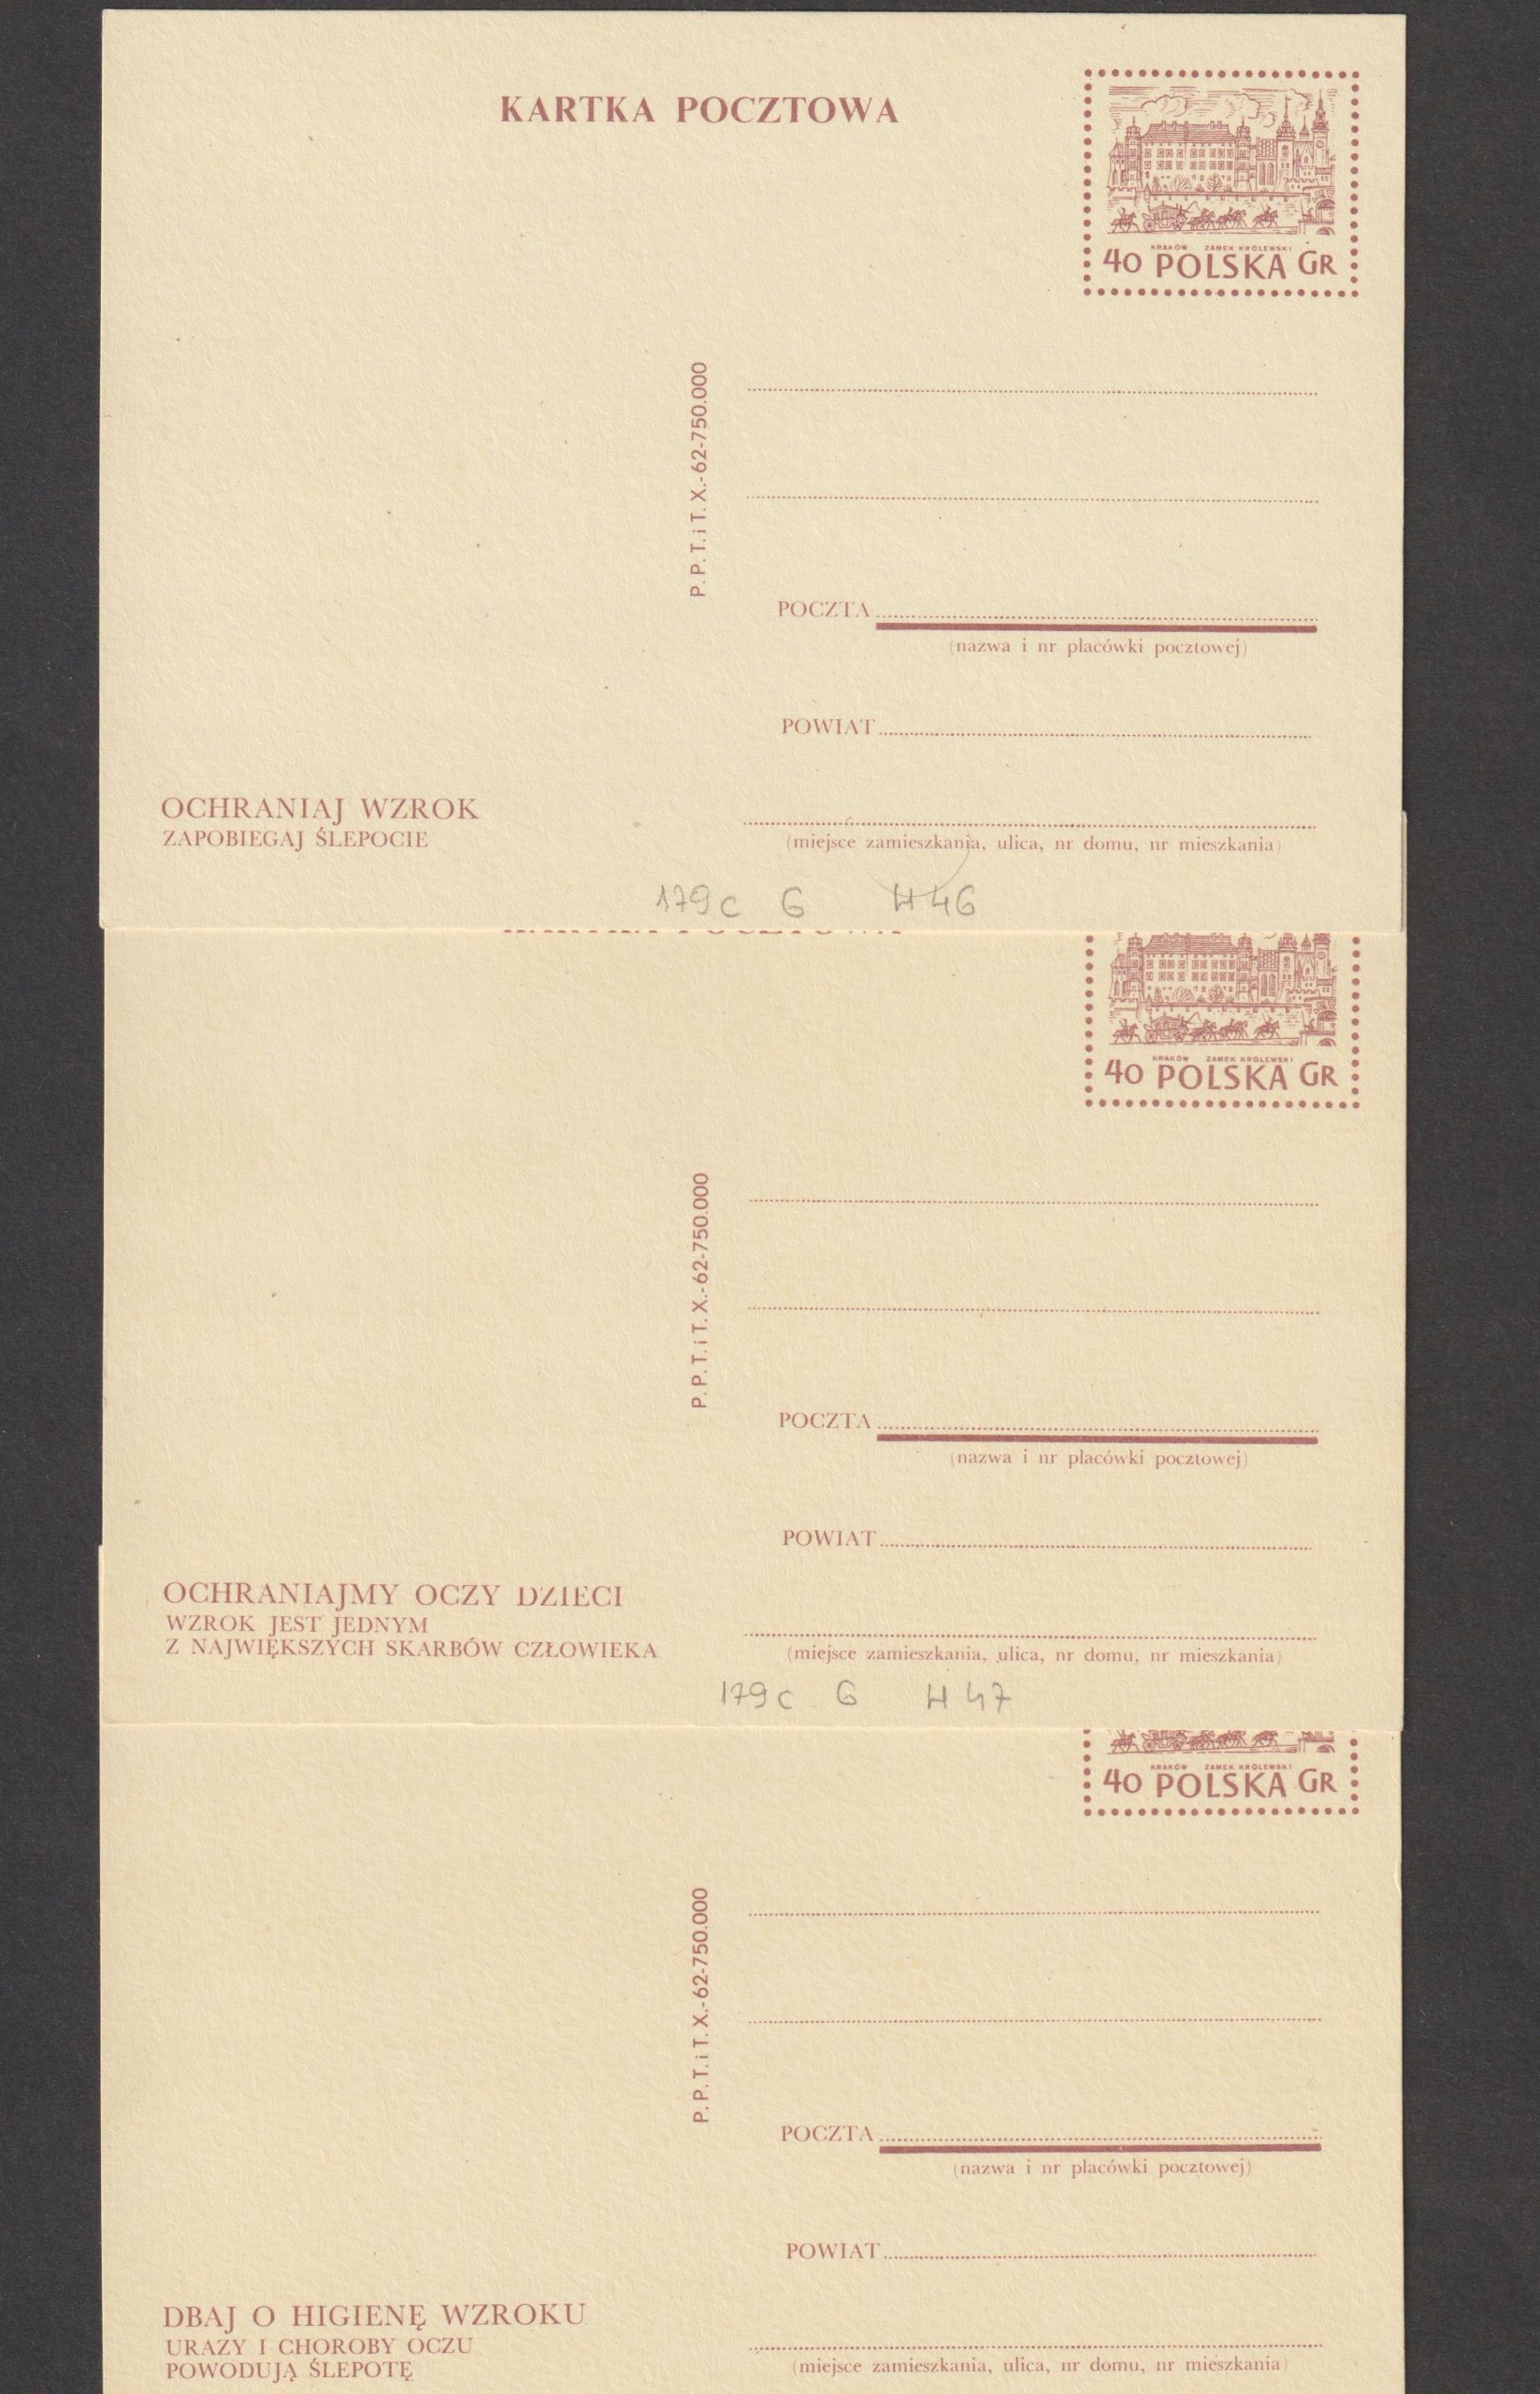 KARTKA POCZTOWA
KRAKÓW ZAMEK KRÓLEWSKI
40 POLSKA GR
P.P.T.iT.X.-62-750.000
POCZTA
(nazwa i nr placówki pocztowej)
POWIAT
OCHRANIAJ WZROK
ZAPOBIEGAJ ŚLEPOCIE
(miejsce zamieszkania, ulica, nr domu, nr mieszkania)
179c G H46
KRAKÓW ZAMEK KRÓLEWSKI
40 POLSKA GR
P.P.T.iT.X.-62-750.000
POCZTA
(nazwa i nr placówki pocztowej)
POWIAT
OCHRANIAJMY OCZY DZIECI
WZROK JEST JEDNYM
Z NAJWIĘKSZYCH SKARBÓW CZŁOWIEKA
(miejsce zamieszkania, ulica, nr domu, nr mieszkania)
179c G H47
KRAKÓW ZAMEK KRÓLEWSKI
40 POLSKA GR
P.P.T.iT.X.-62-750.000
POCZTA
(nazwa i nr placówki pocztowej)
POWIAT
DBAJ O HIGIENĘ WZROKU
URAZY I CHOROBY OCZU
POWODUJĄ ŚLEPOTĘ
(miejsce zamieszkania, ulica, nr domu, nr mieszkania)